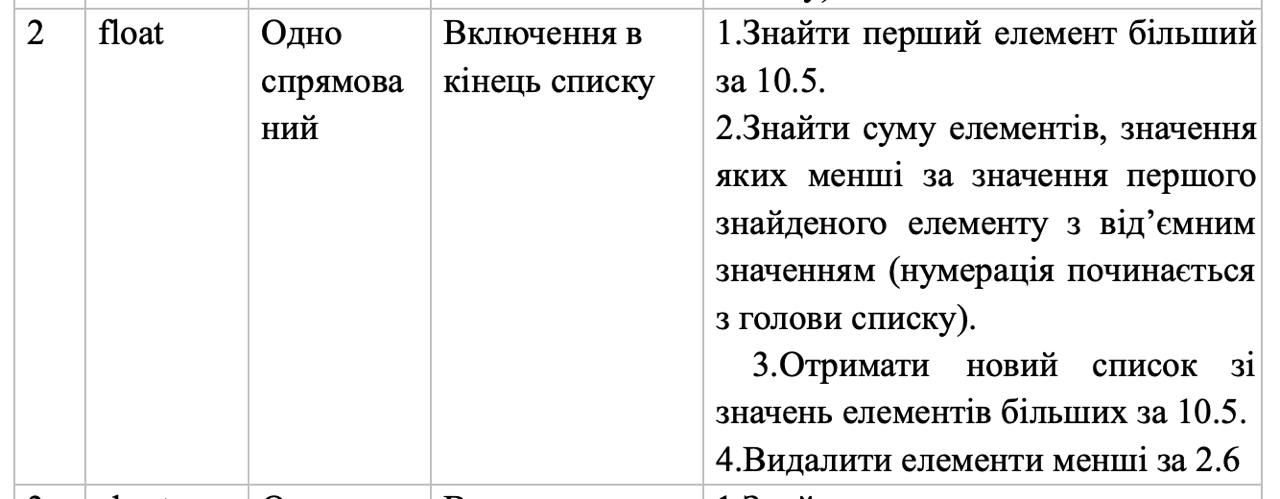 2
float
Одно
спрямова
ний
Включення в
кінець списку
1.Знайти перший елемент більший
за 10.5.
2.Знайти суму елементів, значення
яких менші за значення першого
знайденого елементу з від’ємним
значенням (нумерація починається
з голови списку).
3.Отримати новий список зі
значень елементів більших за 10.5.
4.Видалити елементи менші за 2.6